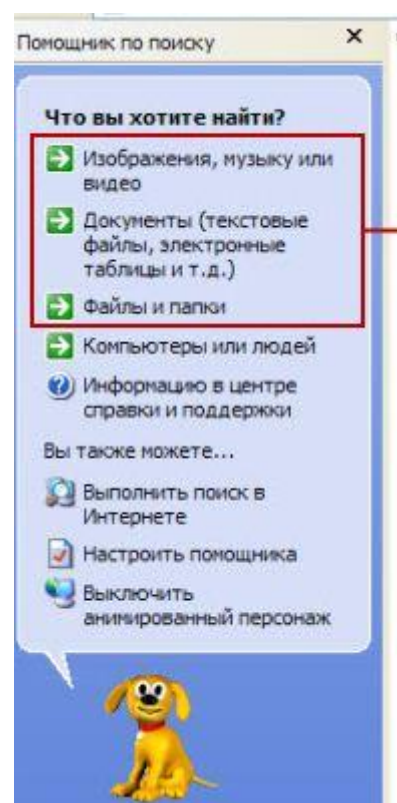 Помощник по поиску
Что вы хотите найти?
Изображения, музыку или
видео
Документы (текстовые
файлы, электронные
таблицы и т.д.)
Файлы и папки
Компьютеры или людей
Информацию в центре
справки и поддержки
Вы также можете...
Выполнить поиск в
Интернете
Настроить помощника
Выключить
анимированный персонаж